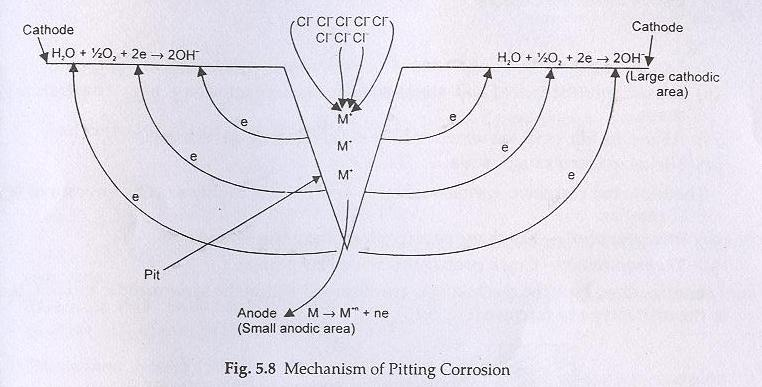 Cathode
H₂O + ½O₂ + 2e → 2OH⁻
Cl⁻ Cl⁻ Cl⁻ Cl⁻ Cl⁻
Cl⁻ Cl⁻ Cl⁻
Cathode
H₂O + ½O₂ + 2e → 2OH⁻
(Large cathodic
area)
M⁺
M⁺
M⁺
e
e
e
e
e
e
Pit
Anode
(Small anodic area)
M → M⁺ⁿ + ne
Fig. 5.8 Mechanism of Pitting Corrosion